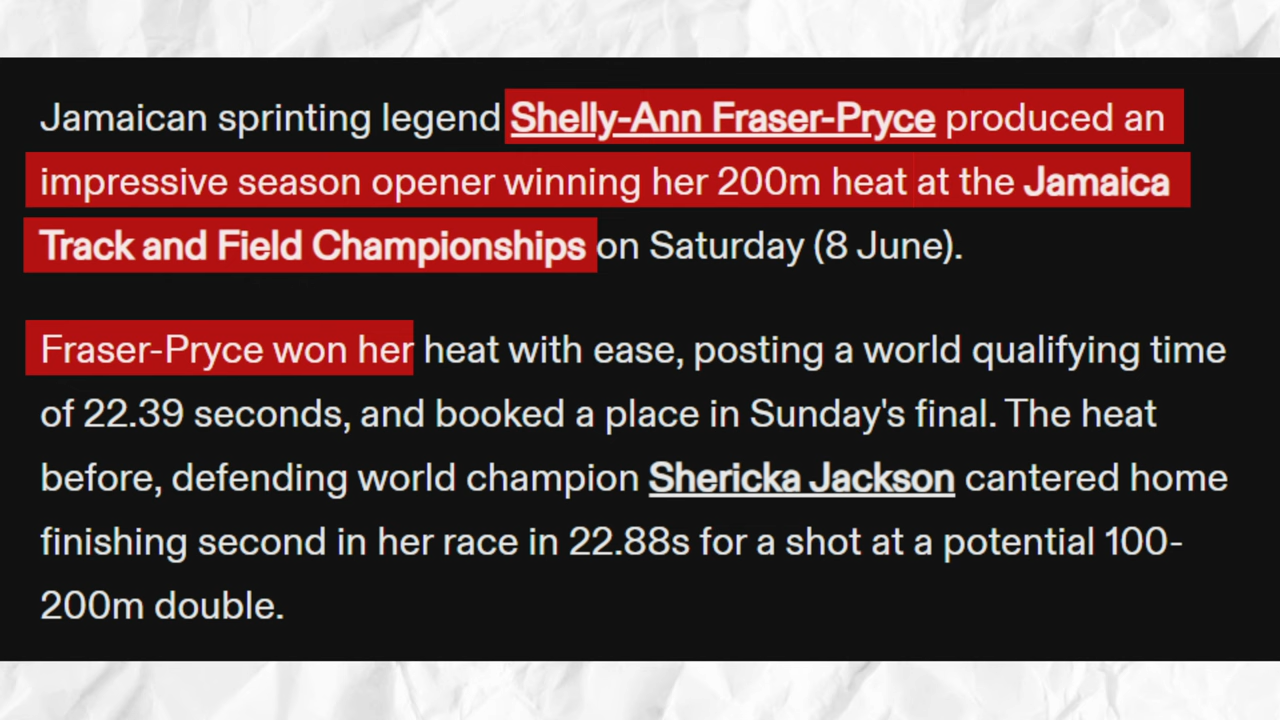 Jamaican sprinting legend Shelly-Ann Fraser-Pryce produced an
impressive season opener winning her 200m heat at the Jamaica
Track and Field Championships on Saturday (8 June).
Fraser-Pryce won her heat with ease, posting a world qualifying time
of 22.39 seconds, and booked a place in Sunday's final. The heat
before, defending world champion Shericka Jackson cantered home
finishing second in her race in 22.88s for a shot at a potential 100-
200m double.